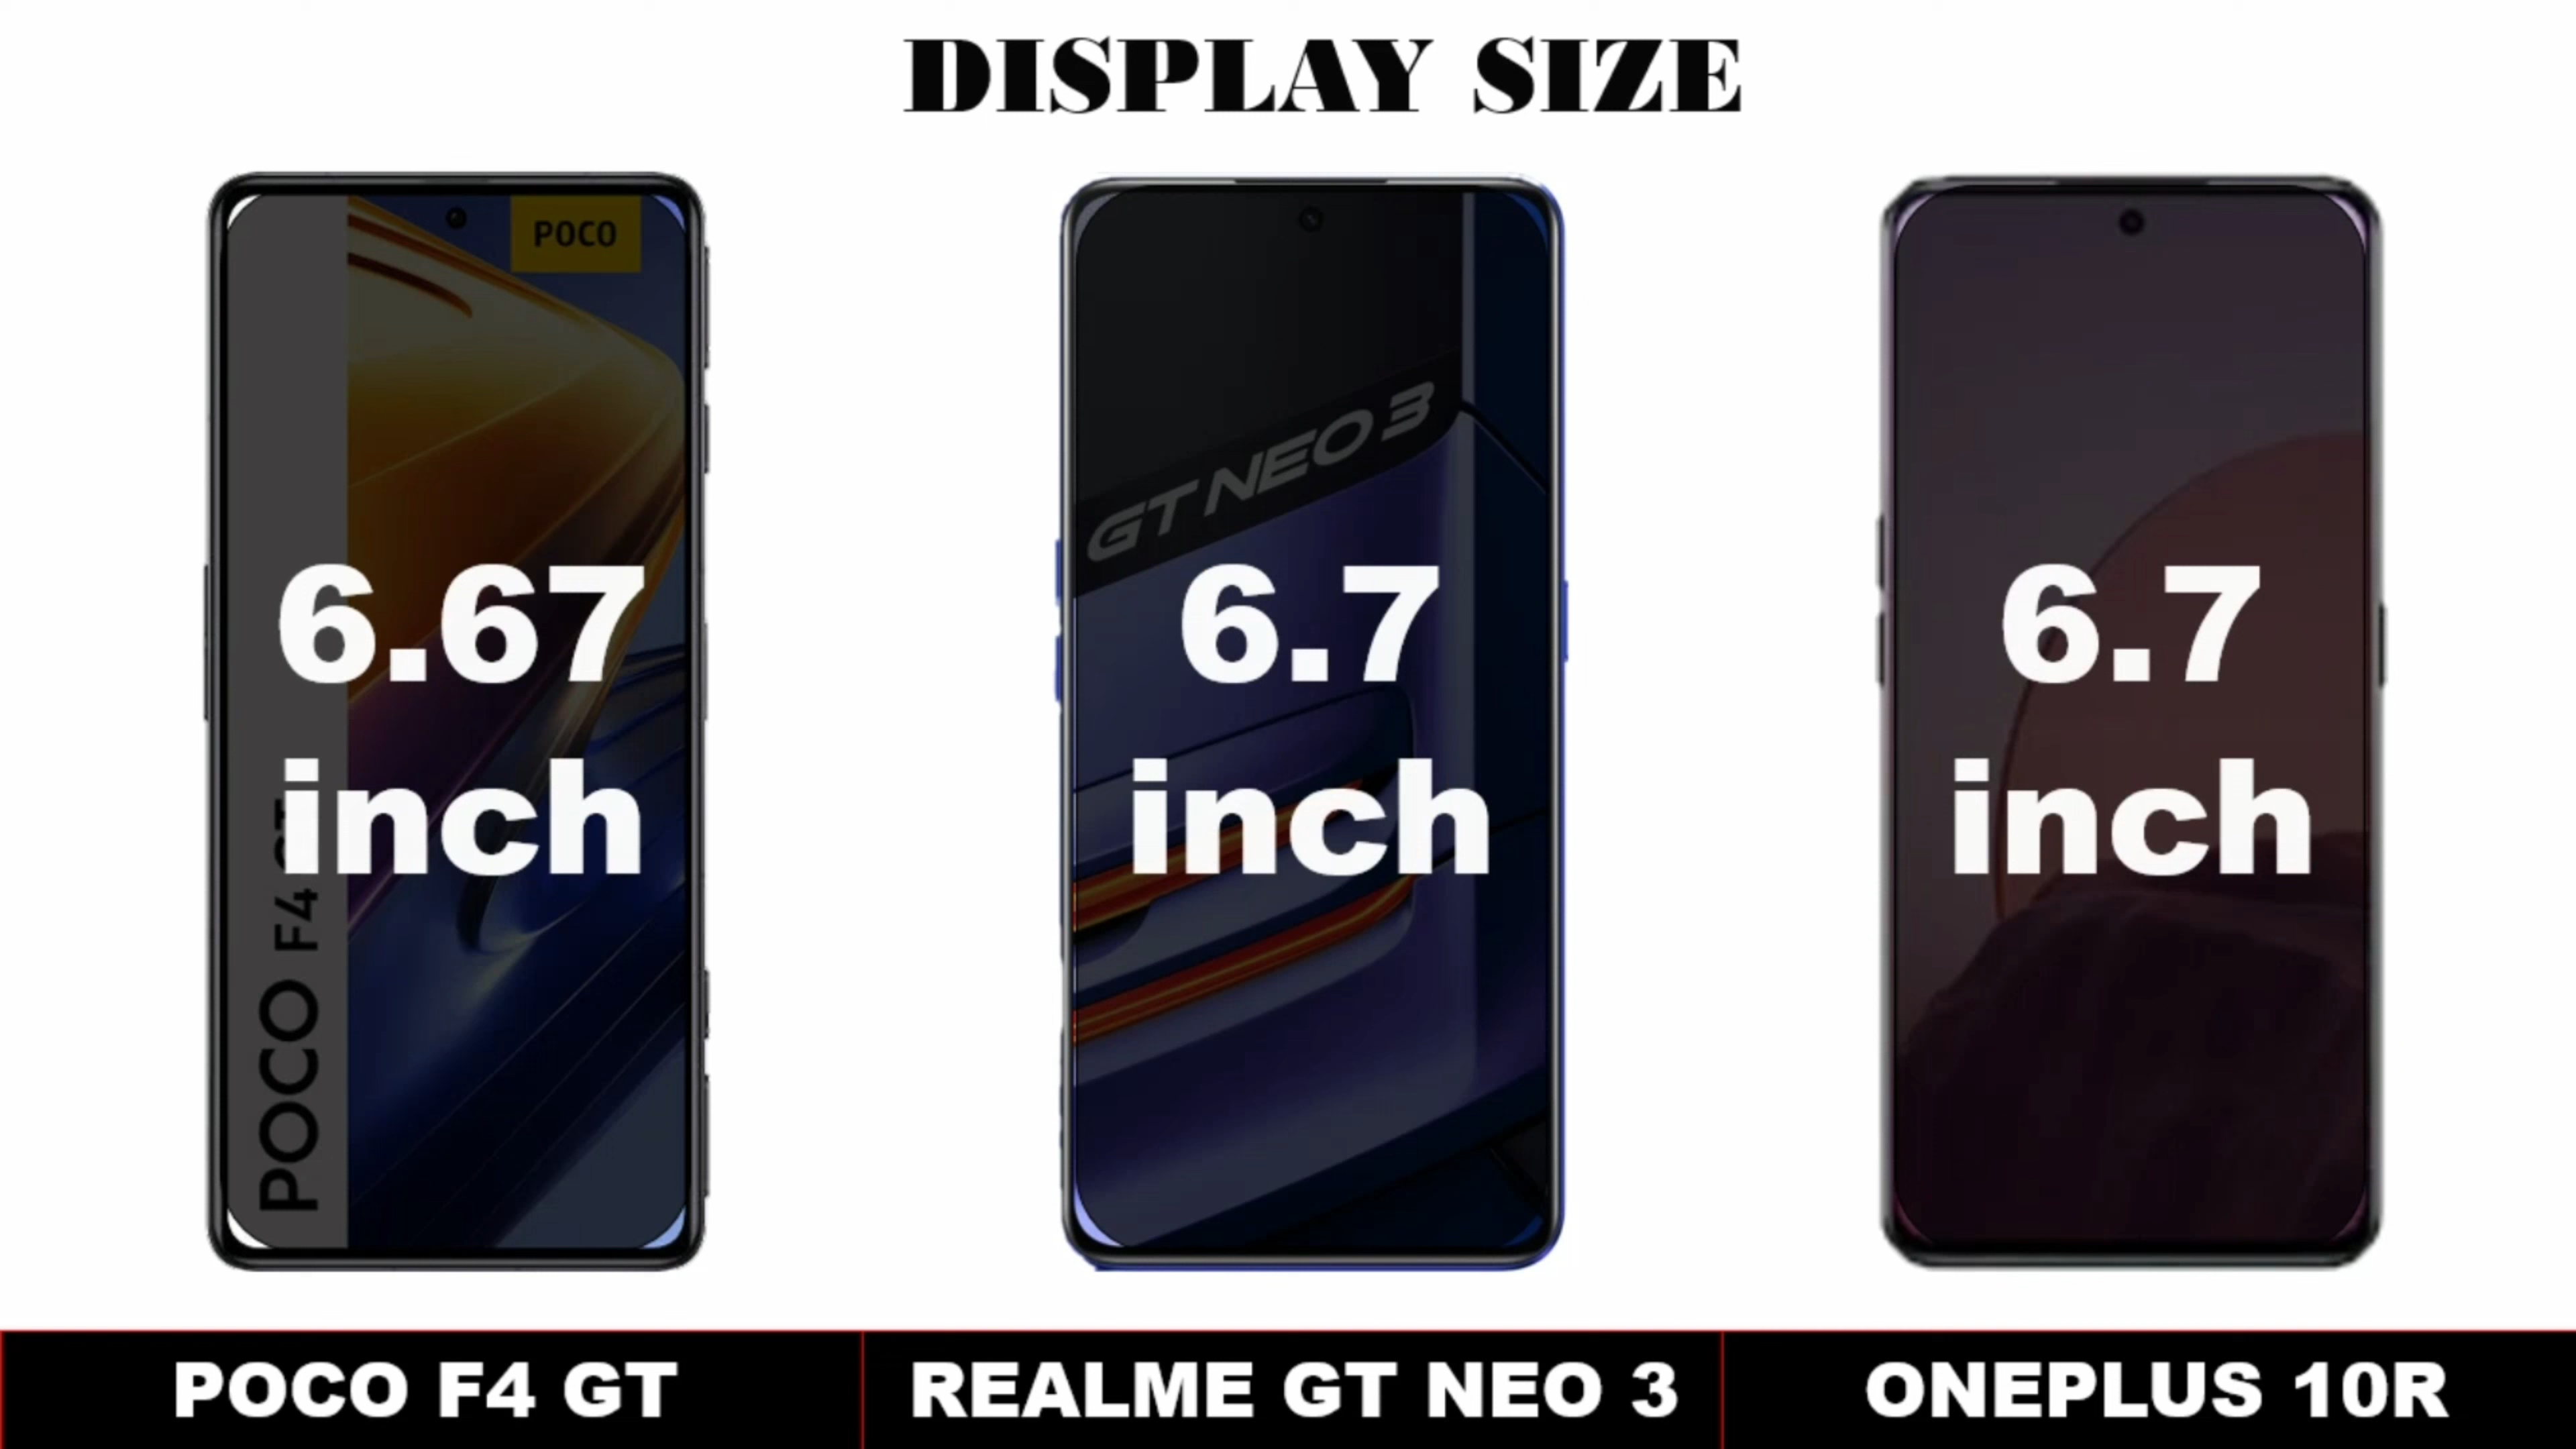 DISPLAY SIZE
POCO
GT NEO 3
6.67
inch
6.7
inch
6.7
inch
POCO F4 GT
POCO F4 GT
REALME GT NEO 3
ONEPLUS 10R